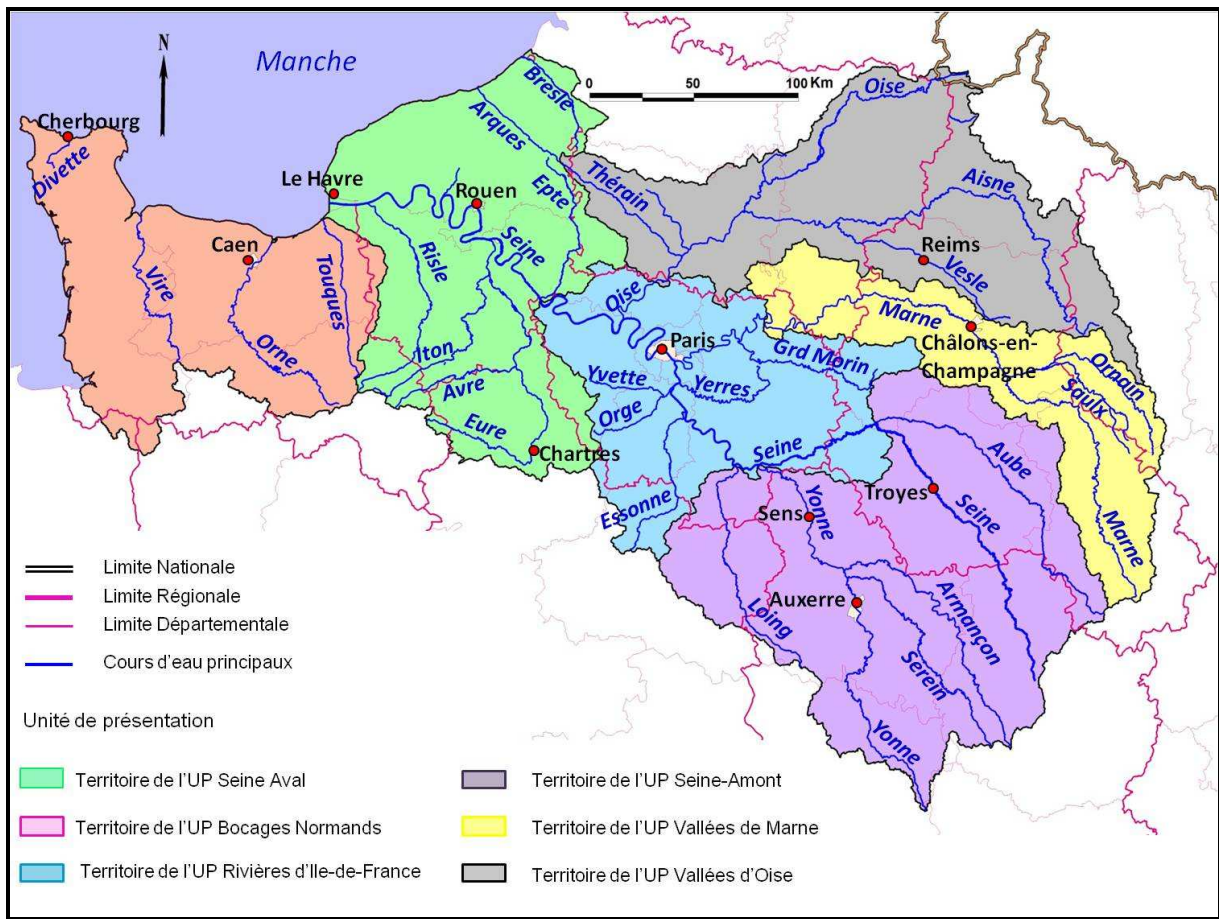 N
Manche
0 50 100 Km
Bresle
Oise
Arques
Cherbourg
Divette
Le Havre
Rouen
Epte
Thérain
Aisne
Caen
Seine
Reims
Vire
Touques
Risle
Vesle
Oise
Marne
Orne
Paris
Châlons-en-
Champagne
Iton
Grd Morin
Ornain
Avre
Yvette
Yerres
Saulx
Orge
Eure
Chartres
Seine
Aube
Essonne
Yonne
Troyes
Seine
Marne
Sens
Auxerre
Loing
Armançon
Serein
Yonne
Limite Nationale
Limite Régionale
Limite Départementale
Cours d'eau principaux
Unité de présentation
Territoire de l'UP Seine Aval
Territoire de l'UP Bocages Normands
Territoire de l'UP Rivières d'Ile-de-France
Territoire de l'UP Seine-Amont
Territoire de l'UP Vallées de Marne
Territoire de l'UP Vallées d'Oise